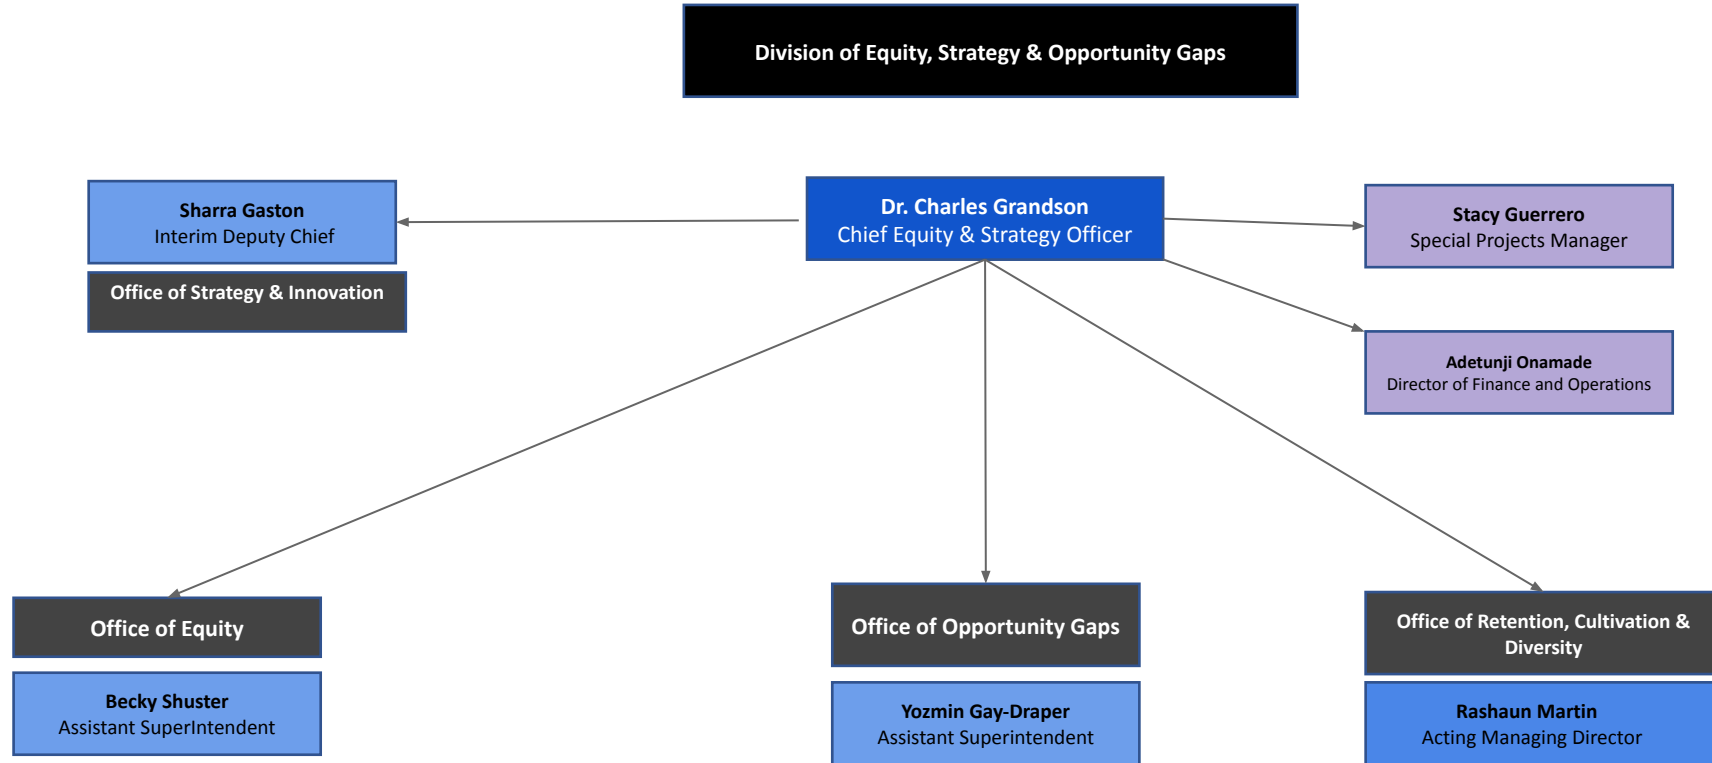 Division of Equity, Strategy & Opportunity Gaps
Sharra Gaston
Interim Deputy Chief
Office of Strategy & Innovation
Dr. Charles Grandson
Chief Equity & Strategy Officer
Stacy Guerrero
Special Projects Manager
Adetunji Onamade
Director of Finance and Operations
Office of Equity
Becky Shuster
Assistant SuperIntendent
Office of Opportunity Gaps
Yozmin Gay-Draper
Assistant Superintendent
Office of Retention, Cultivation &
Diversity
Rashaun Martin
Acting Managing Director